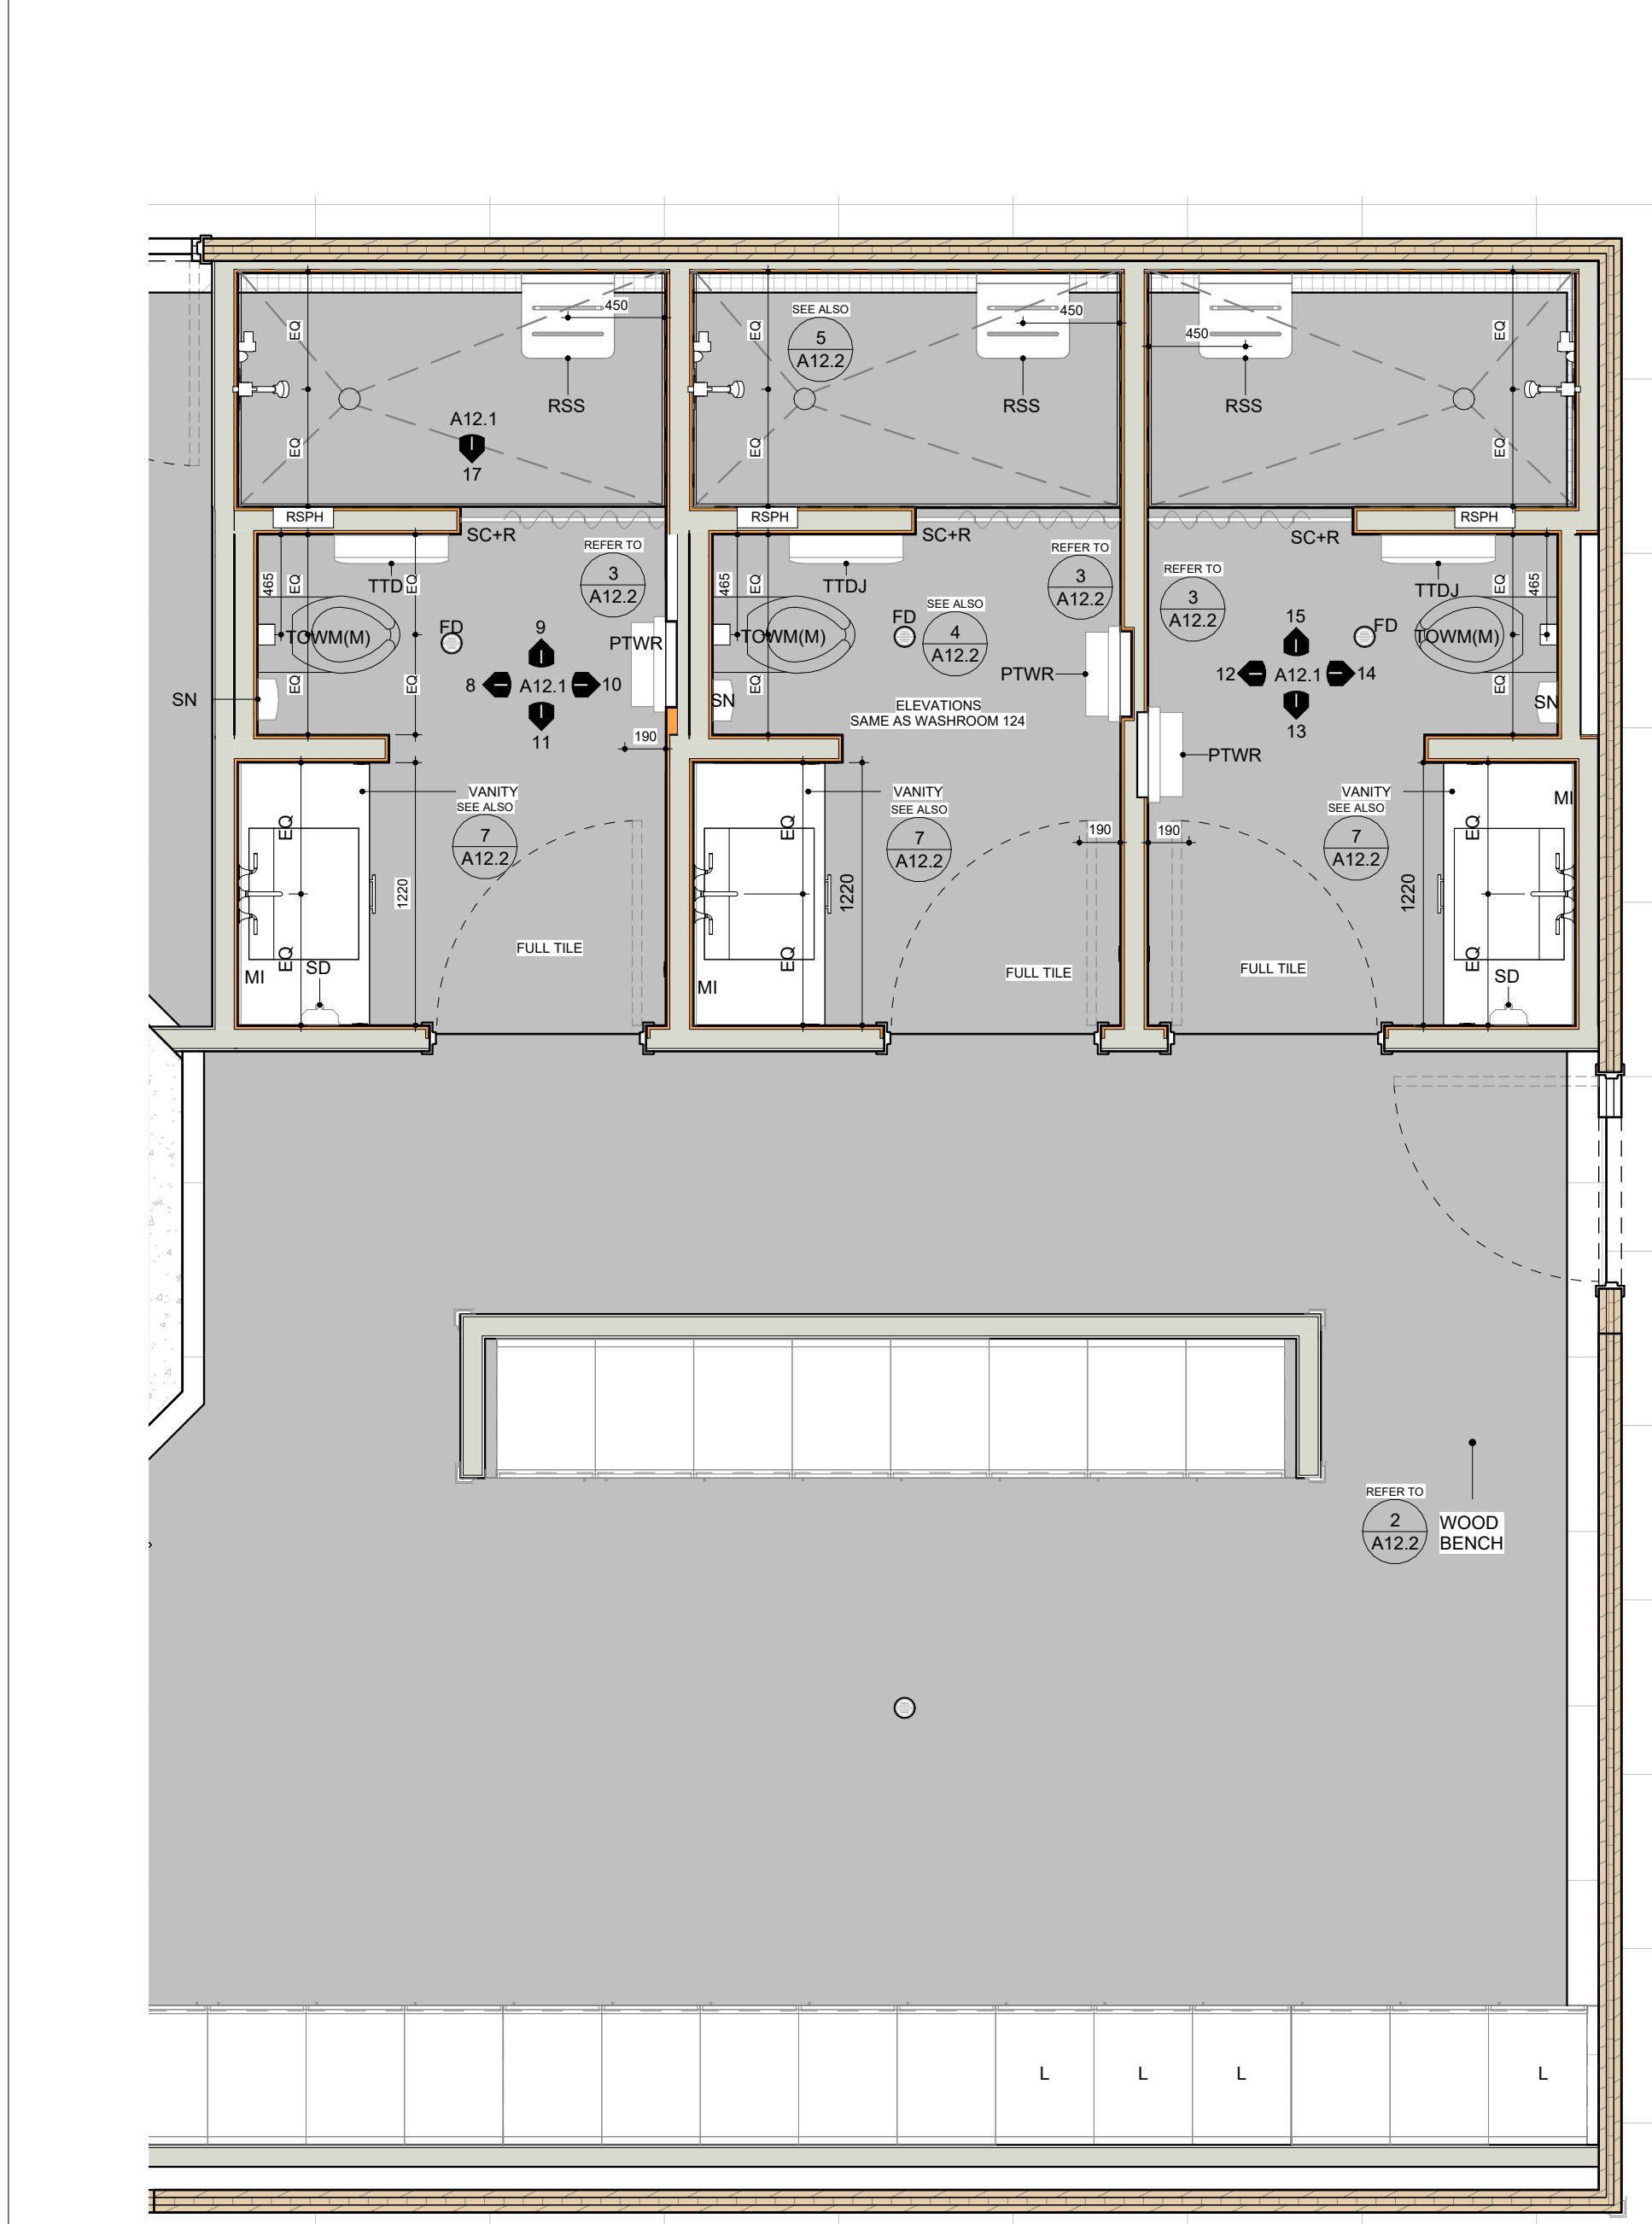 EQ
450
SEE ALSO
5
A12.2
EQ
450
450
EQ
EQ
RSS
RSS
RSS
A12.1
17
EQ
EQ
EQ
RSPH
RSPH
RSPH
SC+R
SC+R
SC+R
REFER TO
3
A12.2
REFER TO
3
A12.2
REFER TO
3
A12.2
465
EQ
EQ
TTD
465
EQ
TTDJ
TTDJ
EQ
465
TOWM(M)
FD
9
PTWR
TOWM(M)
FD
SEE ALSO
4
A12.2
15
FD
TOWM(M)
8
A12.1
10
11
PTWR
12
A12.1
14
13
SN
EQ
EQ
SN
EQ
ELEVATIONS
SAME AS WASHROOM 124
EQ
SN
190
PTWR
VANITY
SEE ALSO
7
A12.2
VANITY
SEE ALSO
7
A12.2
VANITY
SEE ALSO
7
A12.2
MI
EQ
EQ
190
190
EQ
1220
1220
1220
EQ
SD
MI
FULL TILE
EQ
MI
FULL TILE
FULL TILE
EQ
SD
REFER TO
2
A12.2
WOOD
BENCH
L
L
L
L